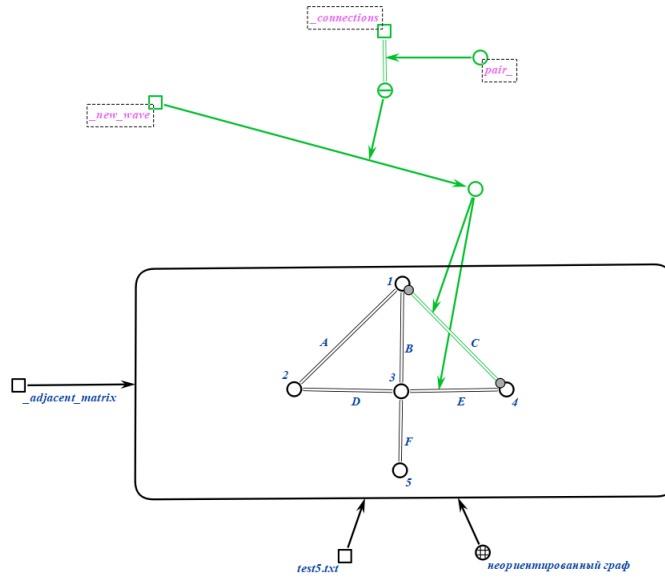 _connections
pair_
_new_wave
1
A
B
C
2
3
4
D
E
_adjacent_matrix
F
5
test5.txt
неориентированный граф